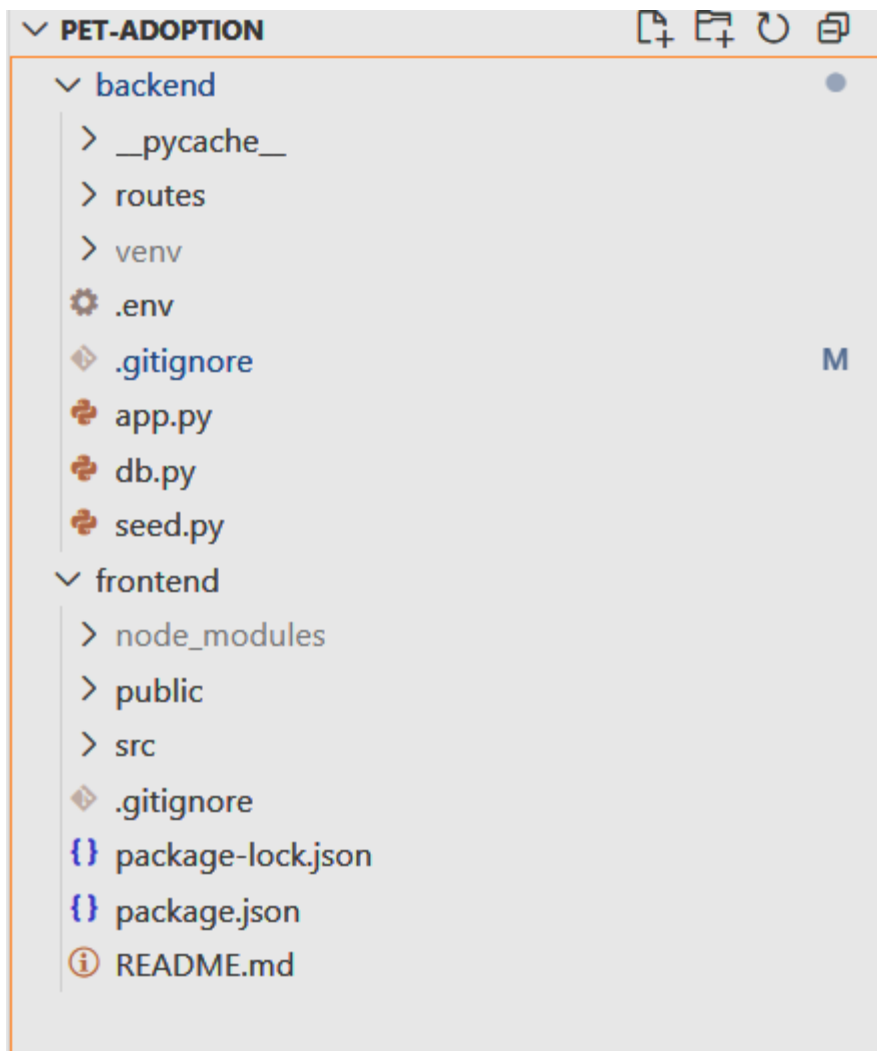 PET-ADOPTION
backend
__pycache__
routes
venv
.env
.gitignore M
app.py
db.py
seed.py
frontend
node_modules
public
src
.gitignore
{} package-lock.json
{} package.json
README.md